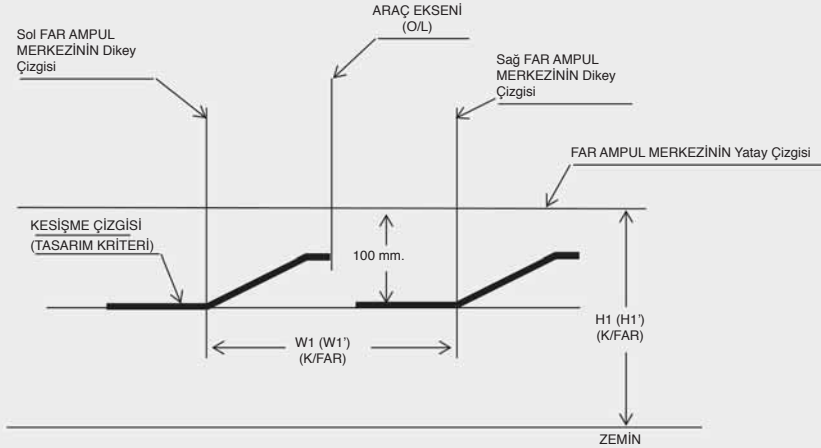 ARAÇ EKSENİ
(O/L)
Sol FAR AMPUL
MERKEZİNİN Dikey
Çizgisi
Sağ FAR AMPUL
MERKEZİNİN Dikey
Çizgisi
FAR AMPUL MERKEZİNİN Yatay Çizgisi
KESİŞME ÇİZGİSİ
(TASARIM KRİTERİ)
100 mm.
W1 (W1')
(K/FAR)
H1 (H1')
(K/FAR)
ZEMİN